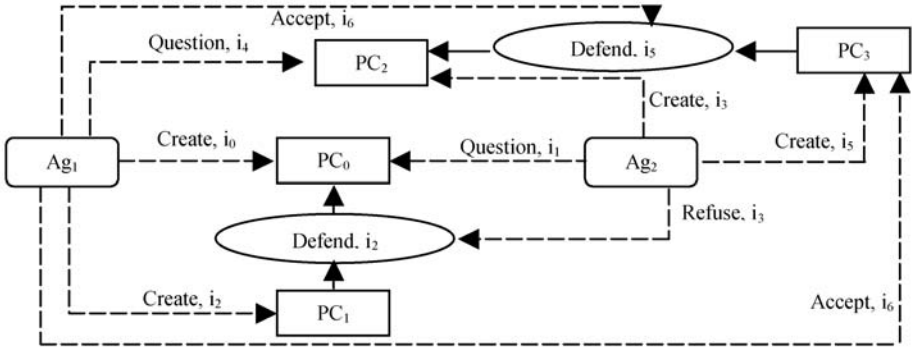 Accept, i₆
Question, i₄
PC₂
Defend. i₅
PC₃
Create, i₃
Ag₁
Create, i₀
PC₀
Question, i₁
Ag₂
Create, i₅
Refuse, i₃
Defend. i₂
Create, i₂
PC₁
Accept, i₆